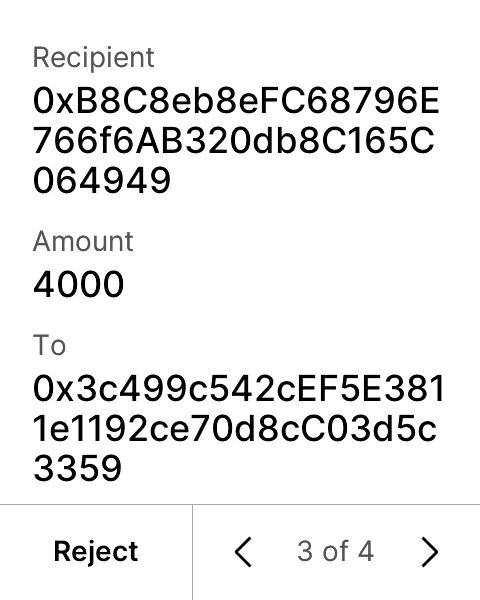 Recipient
0xB8C8eb8eFC68796E
766f6AB320db8C165C
064949
Amount
4000
To
0x3c499c542cEF5E381
1e1192ce70d8cC03d5c
3359
Reject
3 of 4